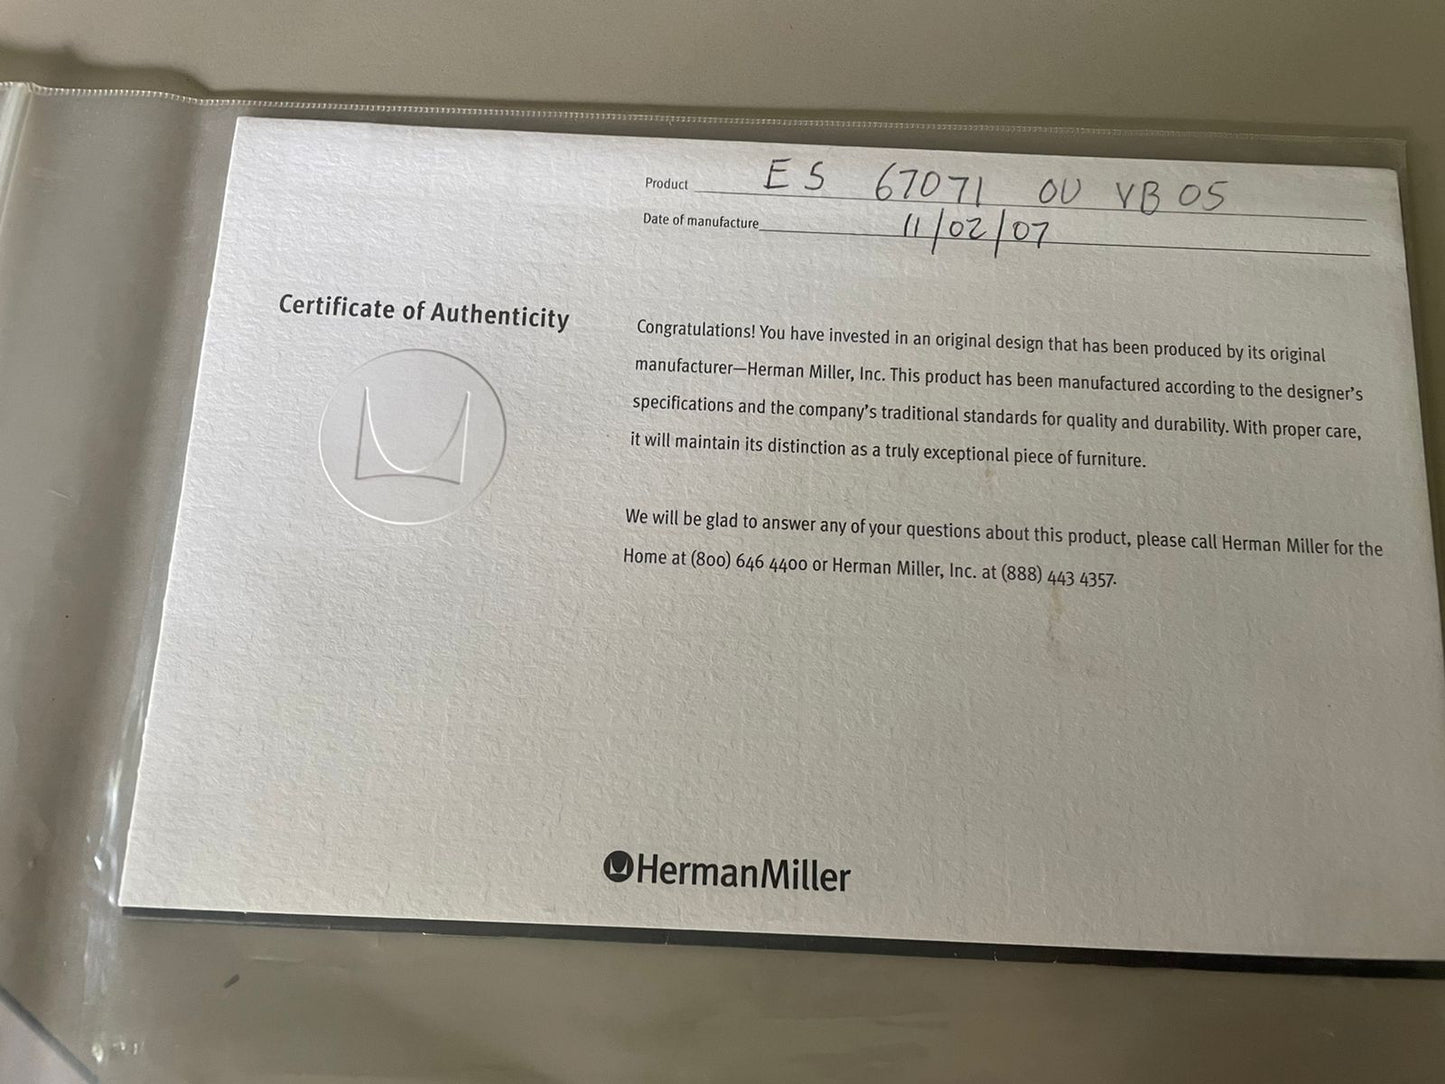 Product ES 67071 OU VB 05
Date of manufacture 11/02/07
Certificate of Authenticity
Congratulations! You have invested in an original design that has been produced by its original
manufacturer—Herman Miller, Inc. This product has been manufactured according to the designer's
specifications and the company's traditional standards for quality and durability. With proper care,
it will maintain its distinction as a truly exceptional piece of furniture.
We will be glad to answer any of your questions about this product, please call Herman Miller for the
Home at (800) 646 4400 or Herman Miller, Inc. at (888) 443 4357.
HermanMiller